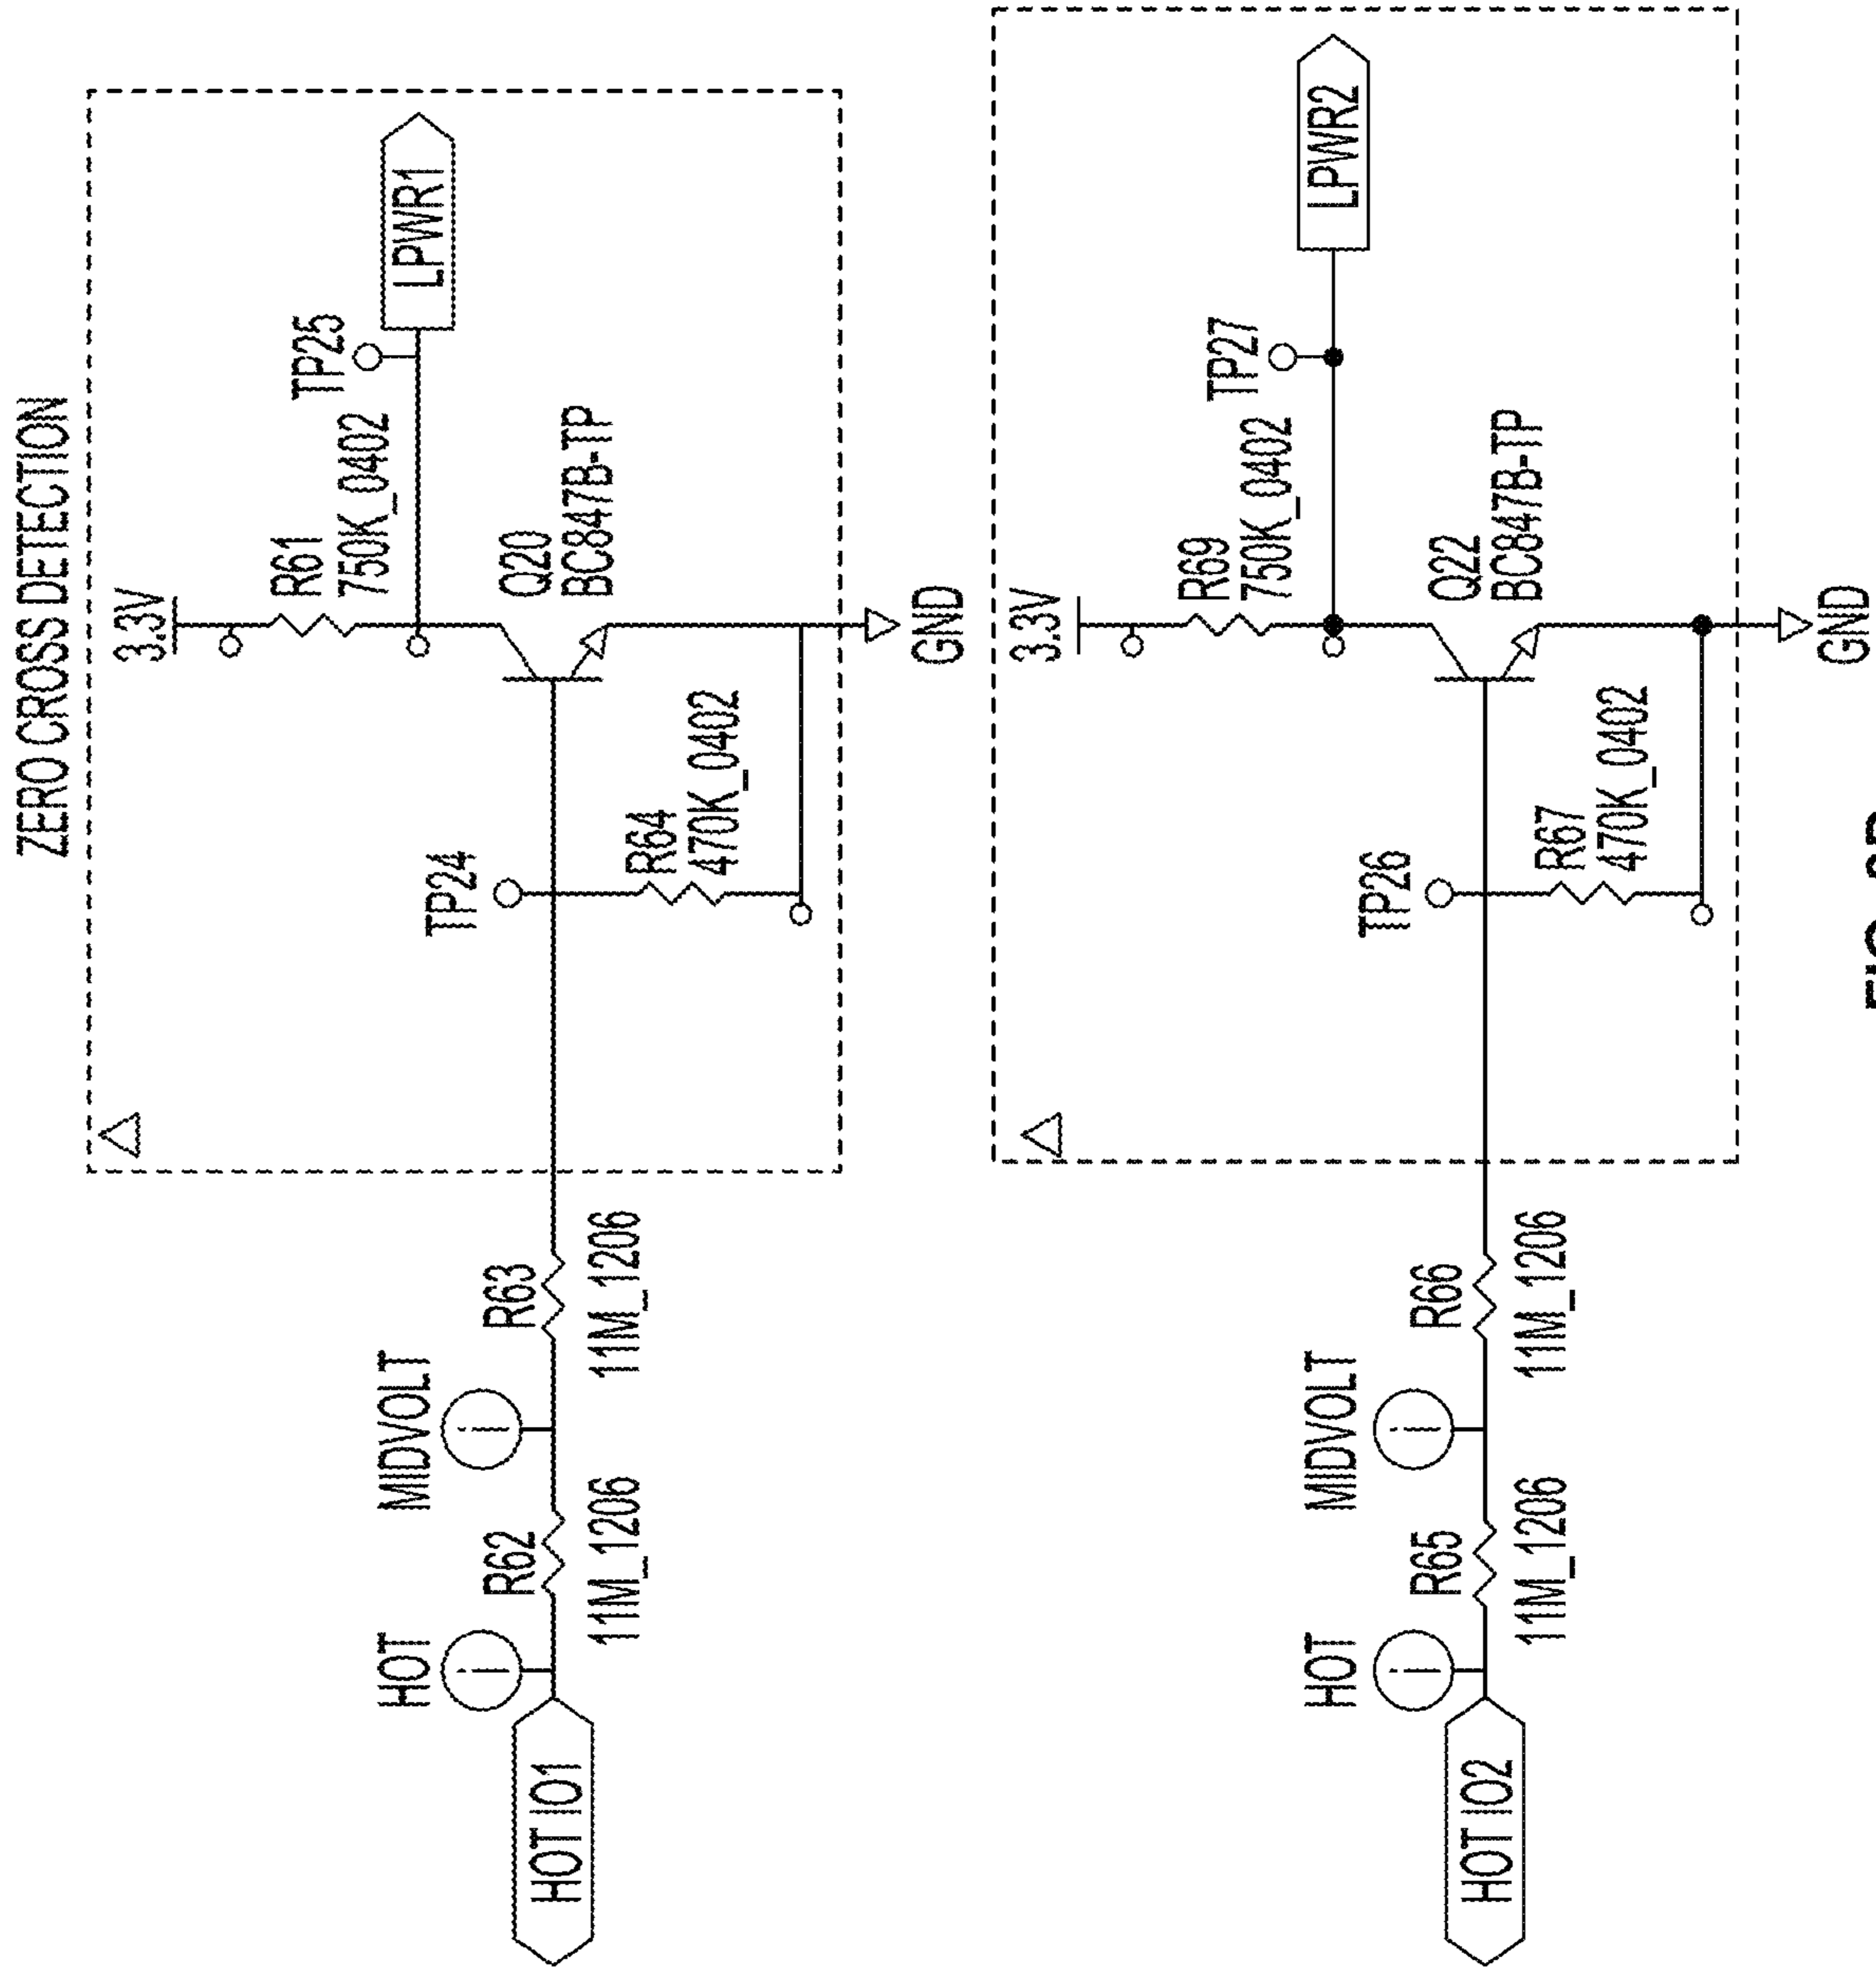 ZERO CROSS DETECTION
3.3V
R61
750K_0402
TP25
LPWR1
Q20
BC847B-TP
TP24
R64
470K_0402
GND
HOT
MIDVOLT
R62
R63
HOT IO1
11M_1206
11M_1206
3.3V
R69
750K_0402
TP27
LPWR2
Q22
BC847B-TP
TP26
R67
470K_0402
GND
HOT
MIDVOLT
R65
R66
HOT IO2
11M_1206
11M_1206